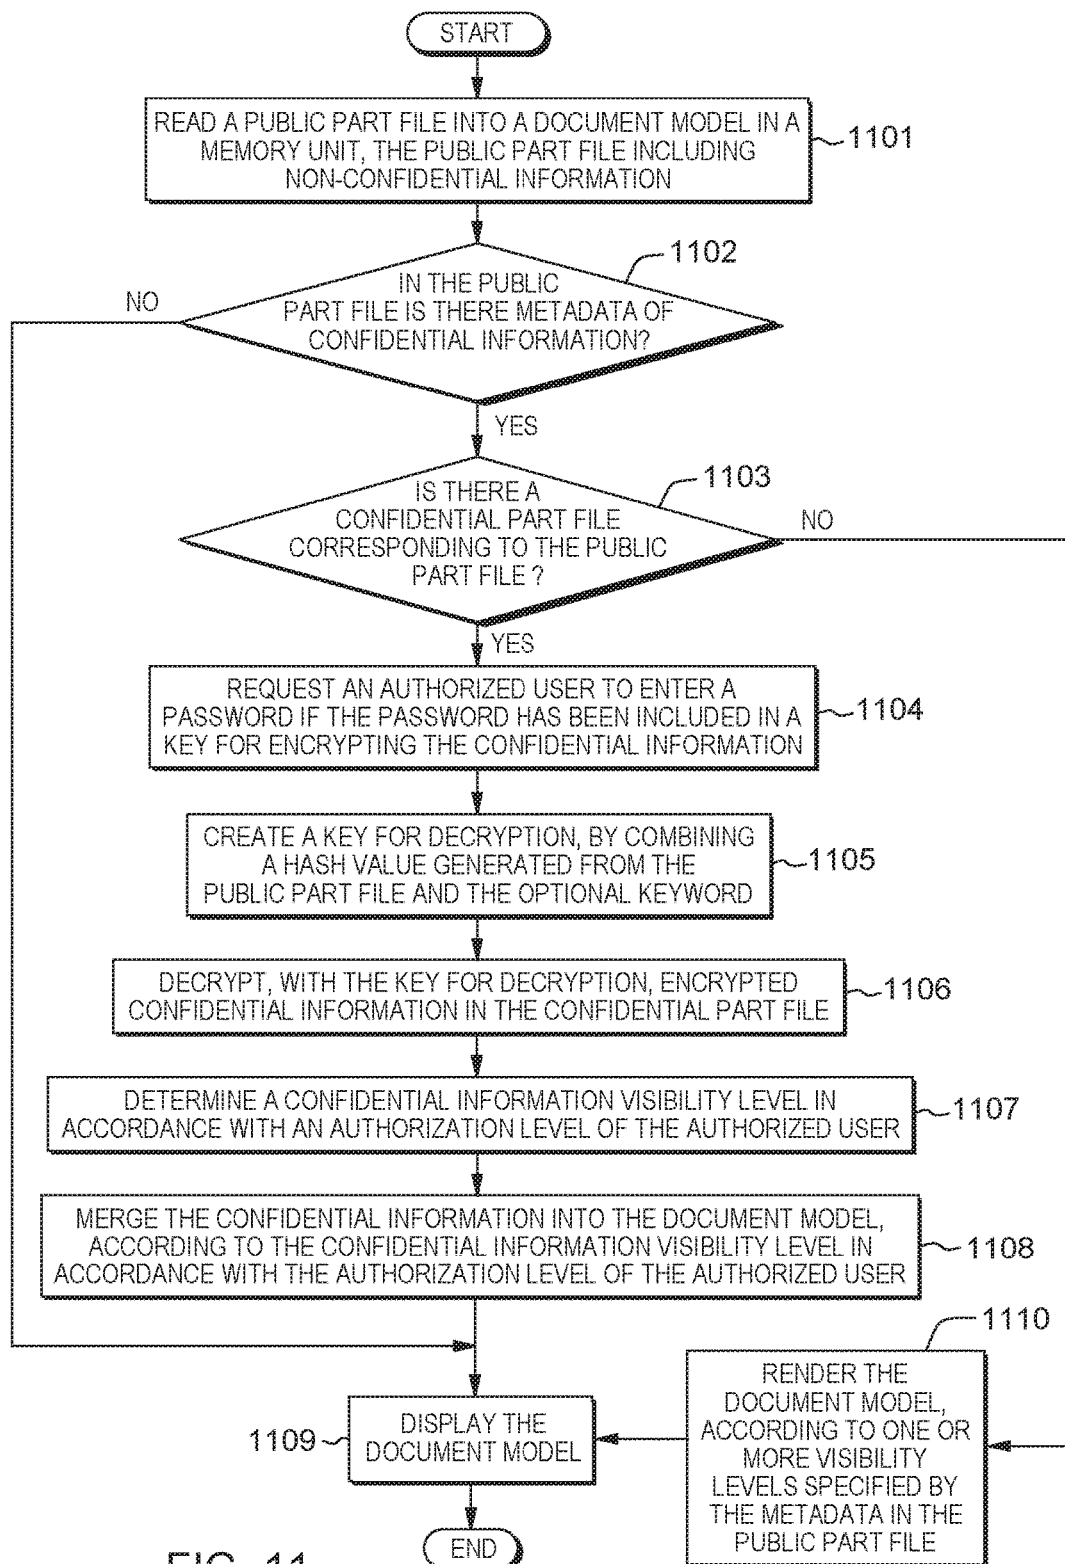 START
READ A PUBLIC PART FILE INTO A DOCUMENT MODEL IN A
MEMORY UNIT, THE PUBLIC PART FILE INCLUDING
NON-CONFIDENTIAL INFORMATION
1101
1102
IN THE PUBLIC
PART FILE IS THERE METADATA OF
CONFIDENTIAL INFORMATION?
NO
YES
1103
IS THERE A
CONFIDENTIAL PART FILE
CORRESPONDING TO THE PUBLIC
PART FILE ?
NO
YES
REQUEST AN AUTHORIZED USER TO ENTER A
PASSWORD IF THE PASSWORD HAS BEEN INCLUDED IN A
KEY FOR ENCRYPTING THE CONFIDENTIAL INFORMATION
1104
CREATE A KEY FOR DECRYPTION, BY COMBINING
A HASH VALUE GENERATED FROM THE
PUBLIC PART FILE AND THE OPTIONAL KEYWORD
1105
DECRYPT, WITH THE KEY FOR DECRYPTION, ENCRYPTED
CONFIDENTIAL INFORMATION IN THE CONFIDENTIAL PART FILE
1106
DETERMINE A CONFIDENTIAL INFORMATION VISIBILITY LEVEL IN
ACCORDANCE WITH AN AUTHORIZATION LEVEL OF THE AUTHORIZED USER
1107
MERGE THE CONFIDENTIAL INFORMATION INTO THE DOCUMENT MODEL,
ACCORDING TO THE CONFIDENTIAL INFORMATION VISIBILITY LEVEL IN
ACCORDANCE WITH THE AUTHORIZATION LEVEL OF THE AUTHORIZED USER
1108
1110
RENDER THE
DOCUMENT MODEL,
ACCORDING TO ONE OR
MORE VISIBILITY
LEVELS SPECIFIED BY
THE METADATA IN THE
PUBLIC PART FILE
1109
DISPLAY THE
DOCUMENT MODEL
END
FIG. 11